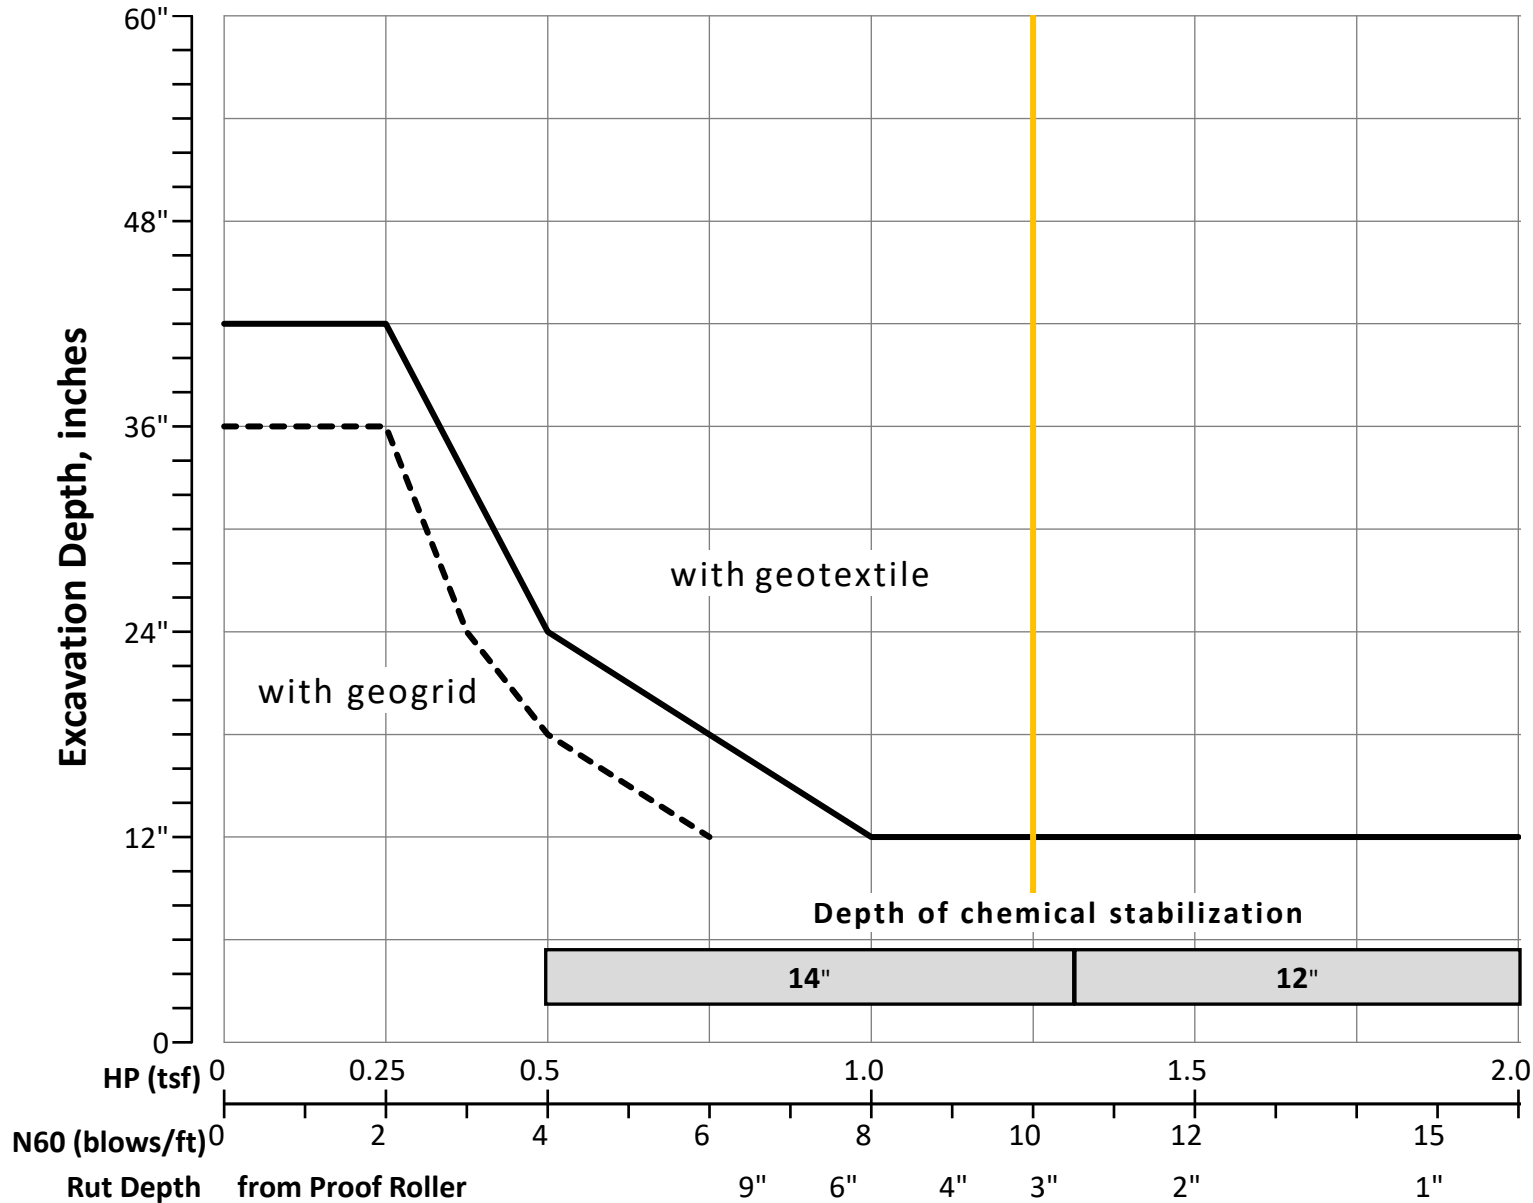 60"
48"
36"
24"
12"
0
Excavation Depth, inches
with geotextile
with geogrid
Depth of chemical stabilization
14" 12"
HP (tsf) 0 0.25 0.5 1.0 1.5 2.0
N60 (blows/ft) 0 2 4 6 8 10 12 15
Rut Depth from Proof Roller 9" 6" 4" 3" 2" 1"